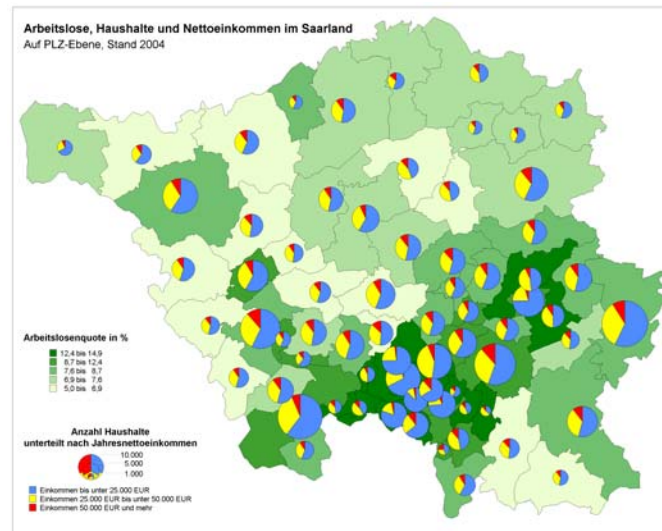 Arbeitslose, Haushalte und Nettoeinkommen im Saarland
Auf PLZ-Ebene, Stand 2004
Arbeitslosenquote in %
12,4 bis 14,9
8,7 bis 12,4
7,6 bis 8,7
6,9 bis 7,6
5,0 bis 6,9
Anzahl Haushalte
unterteilt nach Jahresnettoeinkommen
10.000
5.000
1.000
Einkommen bis unter 25.000 EUR
Einkommen 25.000 EUR bis unter 50.000 EUR
Einkommen 50.000 EUR und mehr